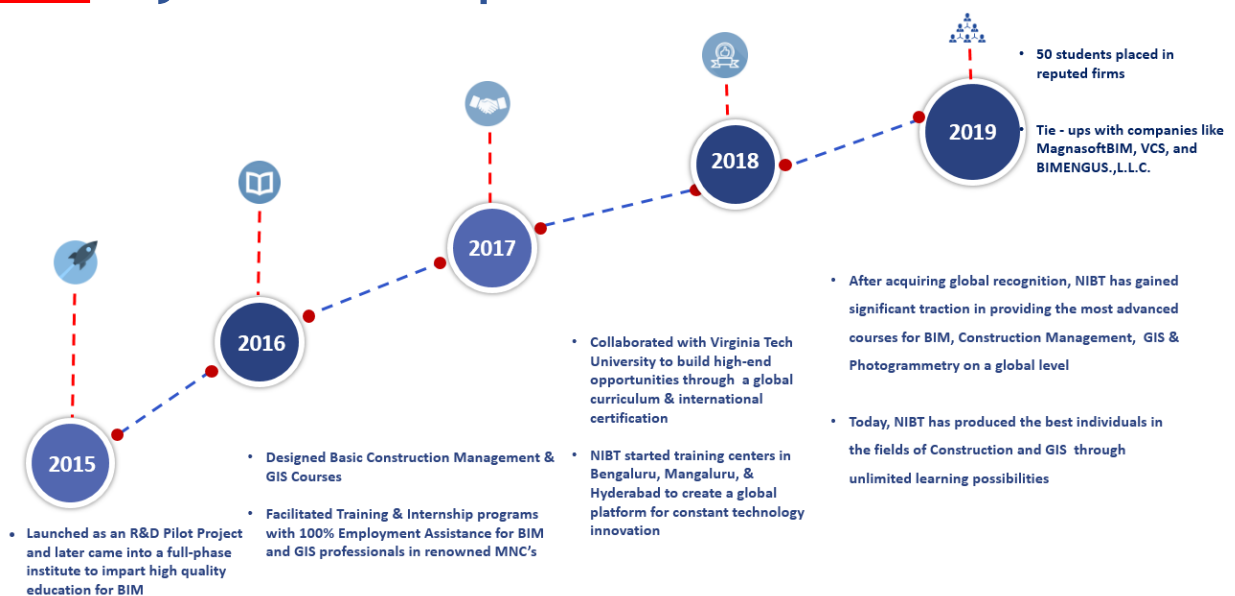 2015
• Launched as an R&D Pilot Project
and later came into a full-phase
institute to impart high quality
education for BIM
2016
• Designed Basic Construction Management &
GIS Courses
• Facilitated Training & Internship programs
with 100% Employment Assistance for BIM
and GIS professionals in renowned MNC's
2017
• Collaborated with Virginia Tech
University to build high-end
opportunities through a global
curriculum & international
certification
• NIBT started training centers in
Bengaluru, Mangaluru, &
Hyderabad to create a global
platform for constant technology
innovation
2018
• After acquiring global recognition, NIBT has gained
significant traction in providing the most advanced
courses for BIM, Construction Management, GIS &
Photogrammetry on a global level
• Today, NIBT has produced the best individuals in
the fields of Construction and GIS through
unlimited learning possibilities
2019
• 50 students placed in
reputed firms
• Tie - ups with companies like
MagnasoftBIM, VCS, and
BIMENGUS.,L.L.C.